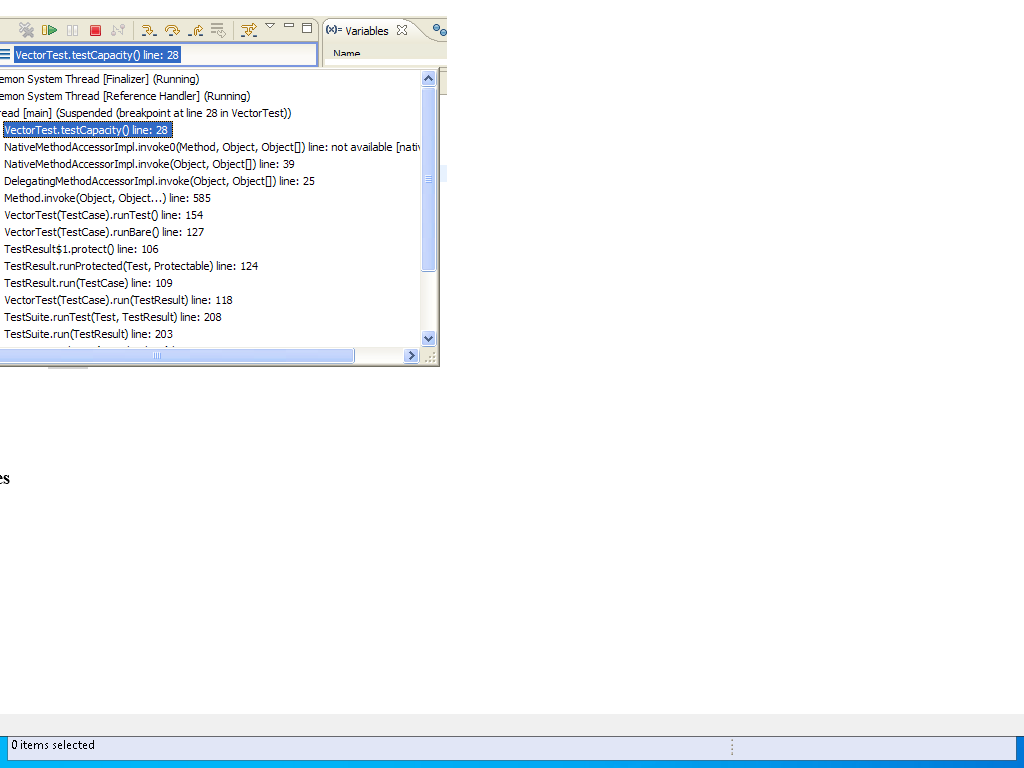 (x)= Variables
VectorTest.testCapacity() line: 28
Name
emon System Thread [Finalizer] (Running)
emon System Thread [Reference Handler] (Running)
read [main] (Suspended (breakpoint at line 28 in VectorTest))
VectorTest.testCapacity() line: 28
NativeMethodAccessorImpl.invoke0(Method, Object, Object[]) line: not available [nativ
NativeMethodAccessorImpl.invoke(Object, Object[]) line: 39
DelegatingMethodAccessorImpl.invoke(Object, Object[]) line: 25
Method.invoke(Object, Object...) line: 585
VectorTest(TestCase).runTest() line: 154
VectorTest(TestCase).runBare() line: 127
TestResult$1.protect() line: 106
TestResult.runProtected(Test, Protectable) line: 124
TestResult.run(TestCase) line: 109
VectorTest(TestCase).run(TestResult) line: 118
TestSuite.runTest(Test, TestResult) line: 208
TestSuite.run(TestResult) line: 203
es
0 items selected